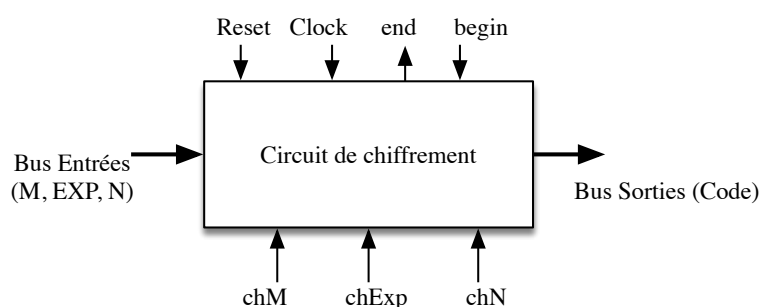 Reset Clock end begin
Circuit de chiffrement
Bus Entrées
(M, EXP, N)
Bus Sorties (Code)
chM chExp chN